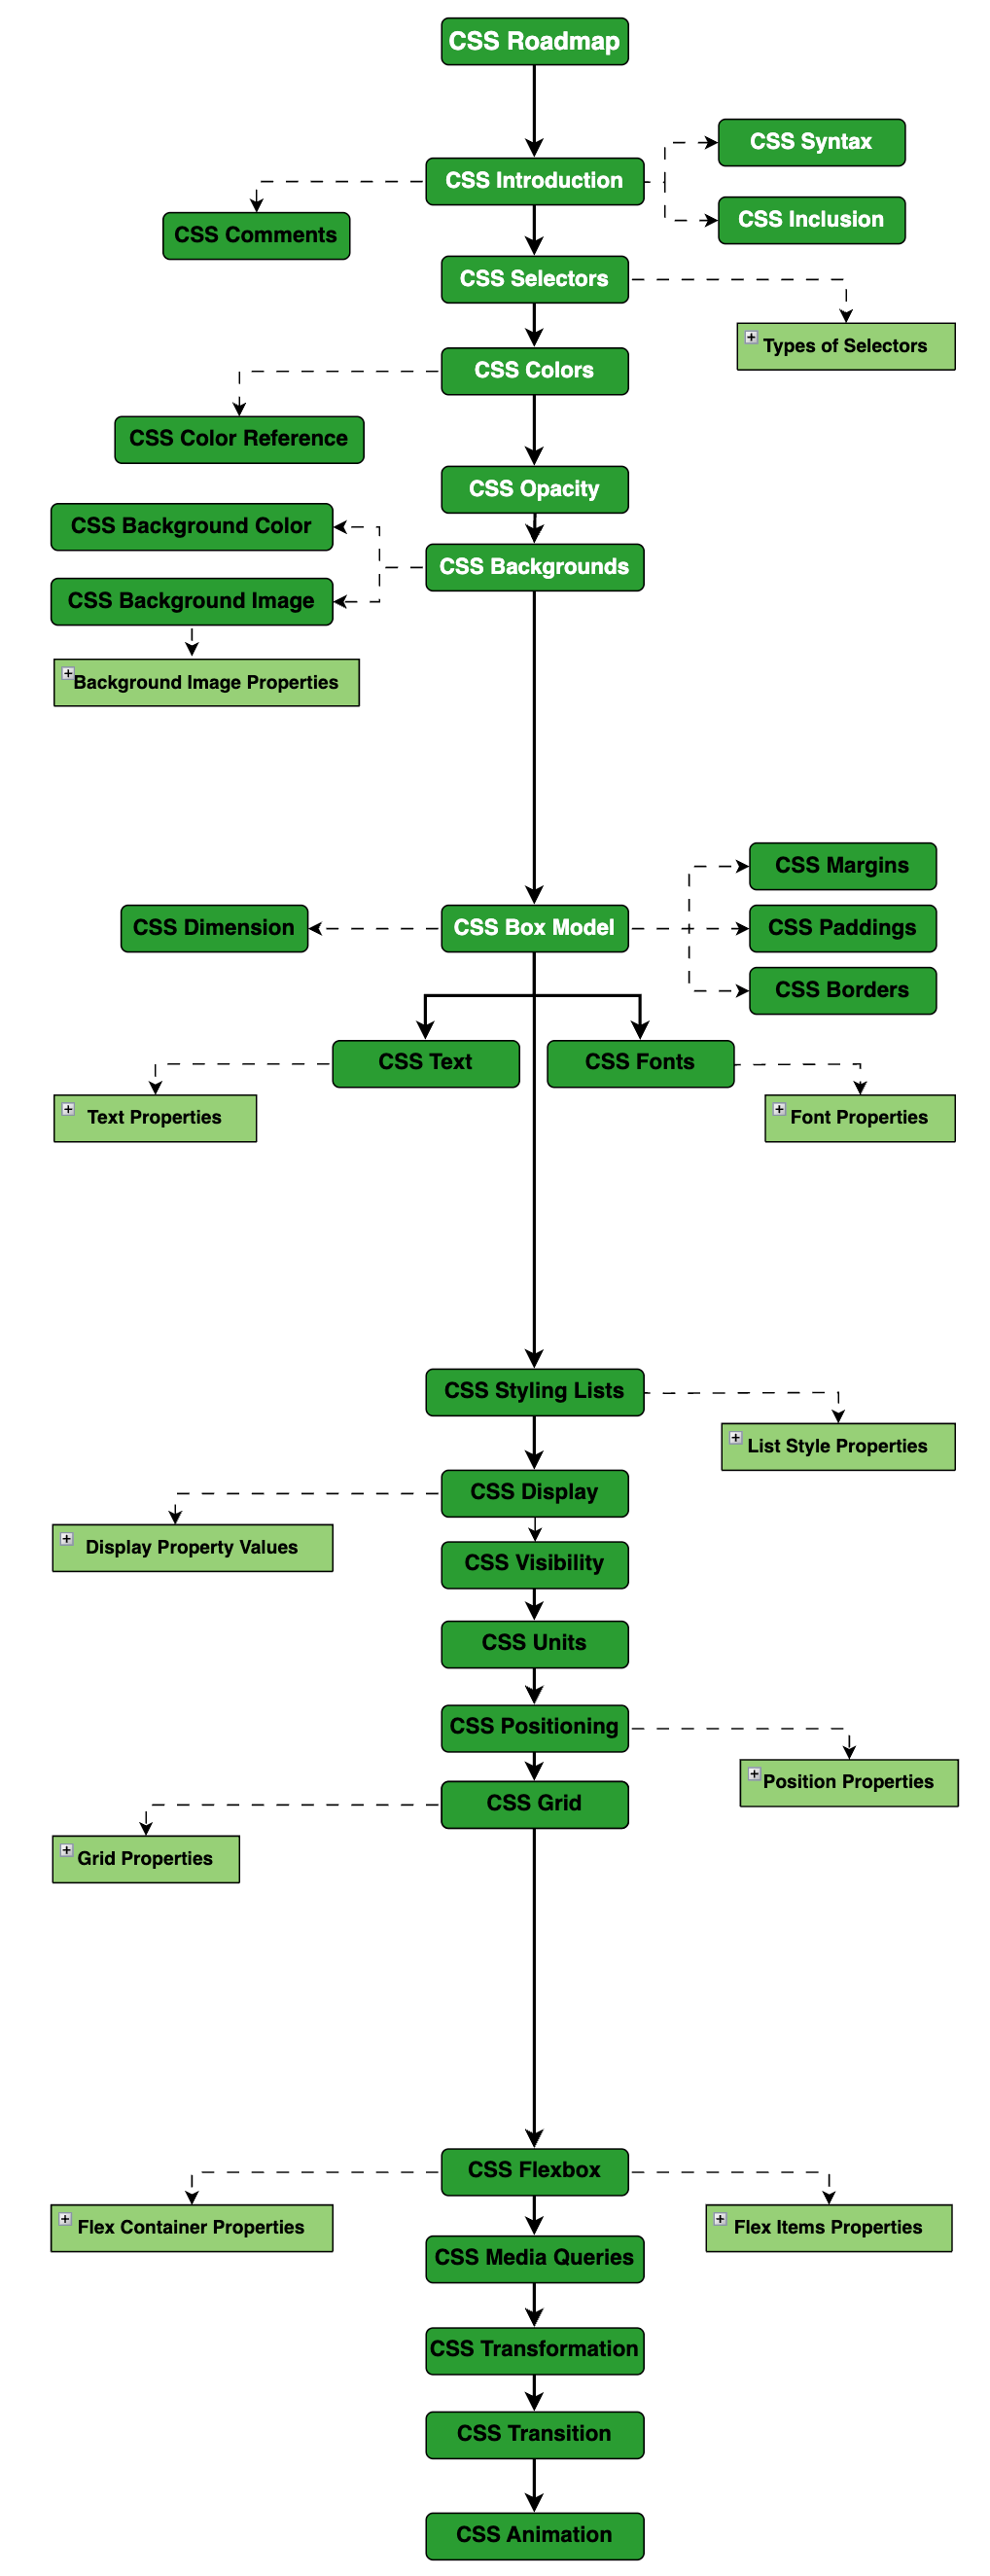 CSS Roadmap
CSS Syntax
CSS Introduction
CSS Inclusion
CSS Comments
CSS Selectors
Types of Selectors
CSS Colors
CSS Color Reference
CSS Opacity
CSS Background Color
CSS Backgrounds
CSS Background Image
Background Image Properties
CSS Margins
CSS Dimension
CSS Box Model
CSS Paddings
CSS Borders
CSS Text
CSS Fonts
Text Properties
Font Properties
CSS Styling Lists
List Style Properties
CSS Display
Display Property Values
CSS Visibility
CSS Units
CSS Positioning
Position Properties
CSS Grid
Grid Properties
CSS Flexbox
Flex Container Properties
Flex Items Properties
CSS Media Queries
CSS Transformation
CSS Transition
CSS Animation